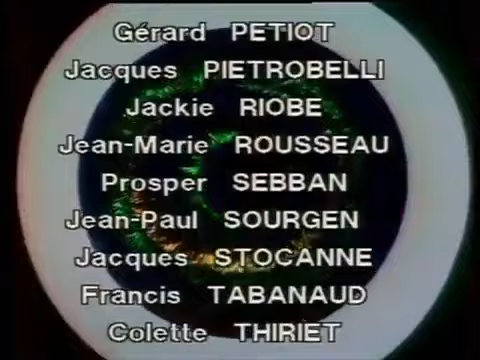 Gérard PETIOT
Jacques PIETROBELLI
Jackie RIOBE
Jean-Marie ROUSSEAU
Prosper SEBBAN
Jean-Paul SOURGEN
Jacques STOCANNE
Francis TABANAUD
Colette THIRIET